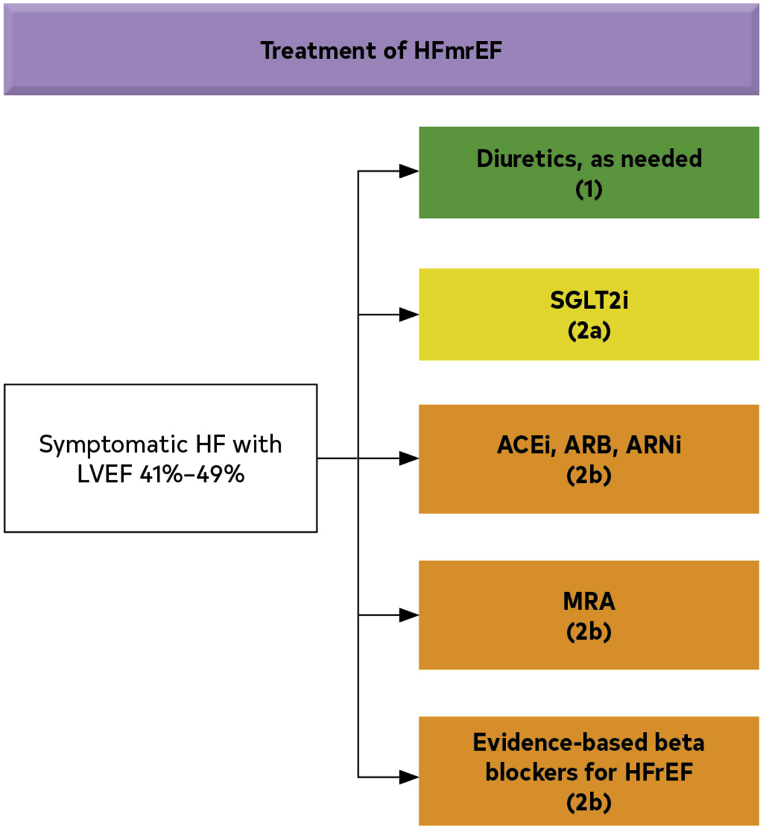 Treatment of HFmrEF
Diuretics, as needed
(1)
SGLT2i
(2a)
Symptomatic HF with
LVEF 41%–49%
ACEi, ARB, ARNi
(2b)
MRA
(2b)
Evidence-based beta
blockers for HFrEF
(2b)